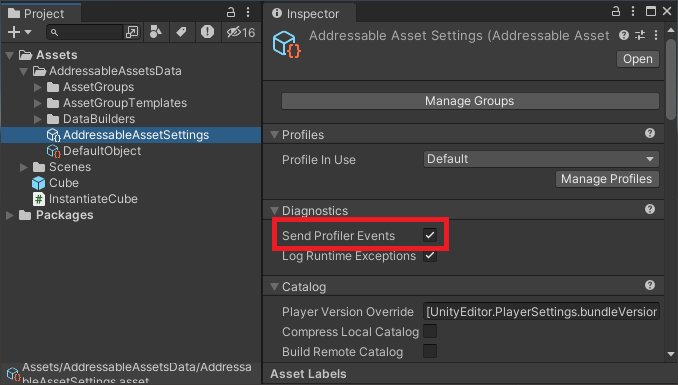 Project
16
Assets
AddressableAssetsData
AssetGroups
AssetGroupTemplates
DataBuilders
AddressableAssetSettings
DefaultObject
Scenes
Cube
InstantiateCube
Packages
Assets/AddressableAssetsData/Addressa
bleAssetSettings.asset
Inspector
Addressable Asset Settings (Addressable Asset
Open
Manage Groups
Profiles
Profile In Use
Default
Manage Profiles
Diagnostics
Send Profiler Events
Log Runtime Exceptions
Catalog
Player Version Override
[UnityEditor.PlayerSettings.bundleVersion
Compress Local Catalog
Build Remote Catalog
Asset Labels